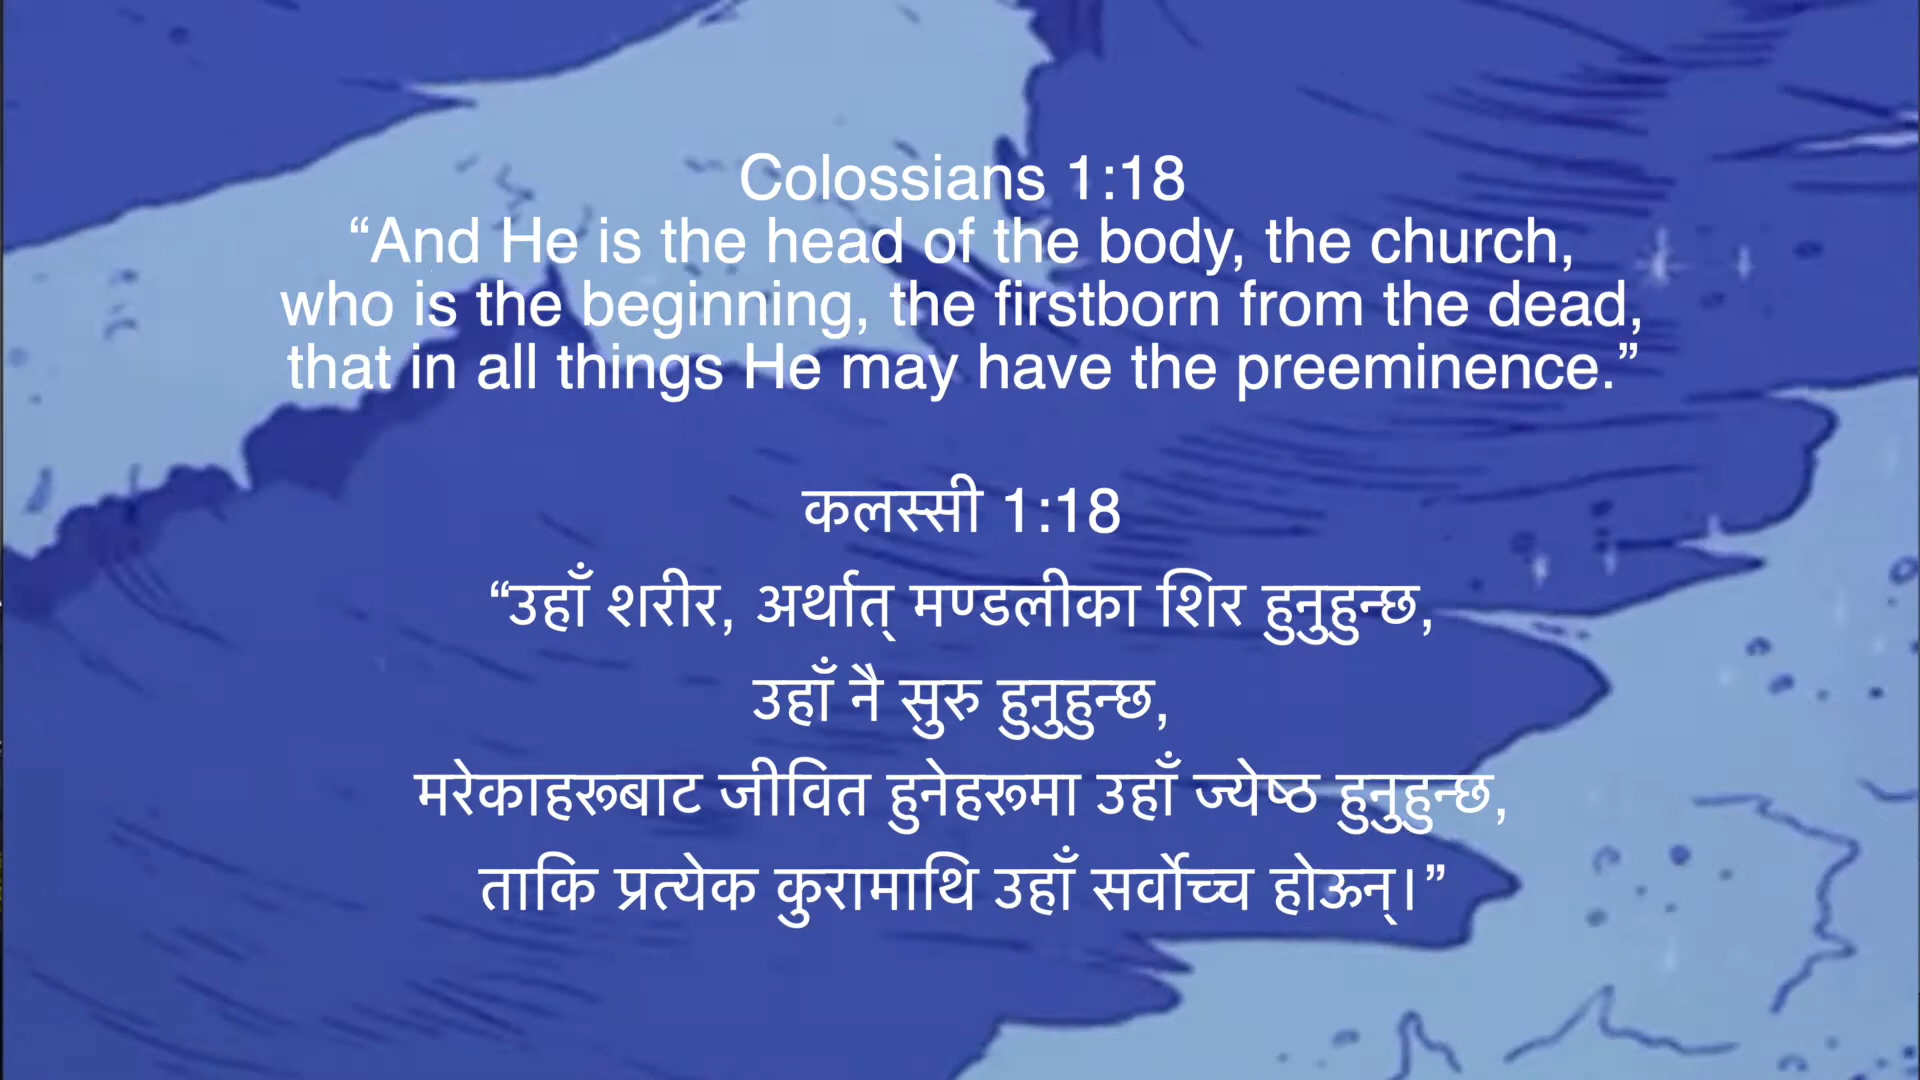 Colossians 1:18
“And He is the head of the body, the church,
who is the beginning, the firstborn from the dead,
that in all things He may have the preeminence.”
कलस्सी 1:18
“उहाँ शरीर, अर्थात् मण्डलीका शिर हुनुहुन्छ,
उहाँ नै सुरु हुनुहुन्छ,
मरेकाहरूबाट जीवित हुनेहरूमा उहाँ ज्येष्ठ हुनुहुन्छ,
ताकि प्रत्येक कुरामाथि उहाँ सर्वोच्च होऊन्।”